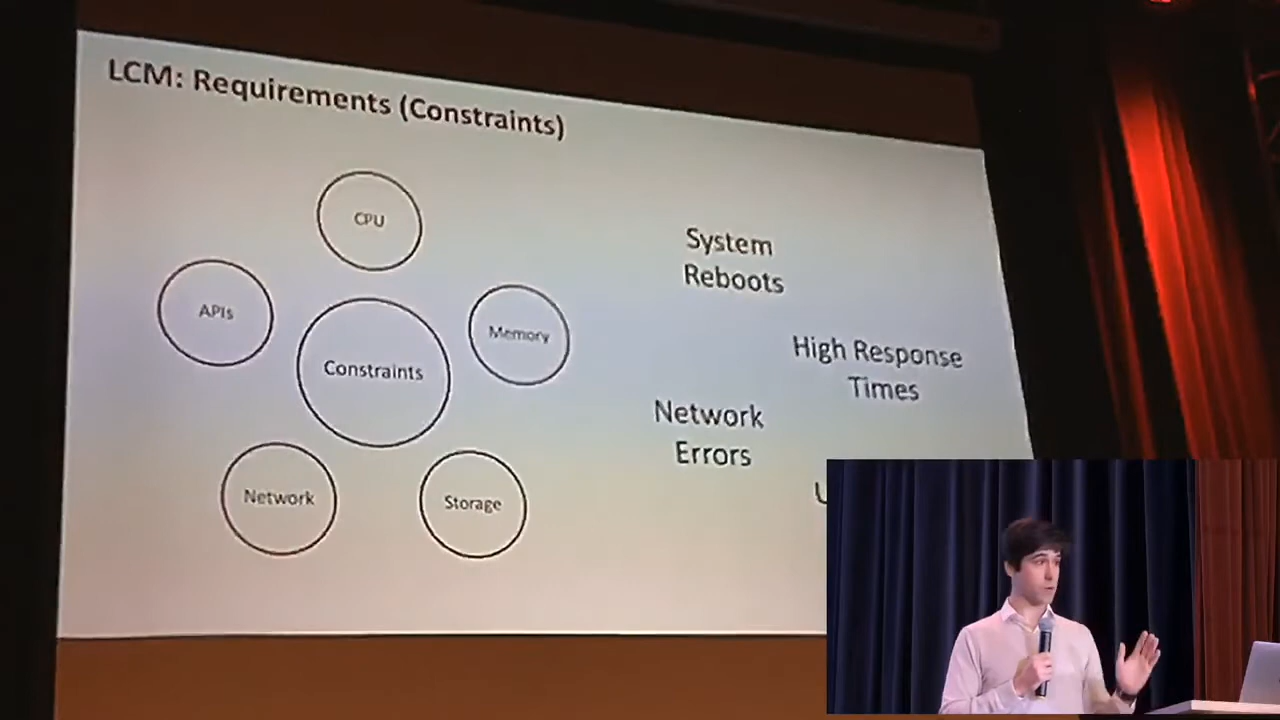 LCM: Requirements (Constraints)
CPU
APIs
Memory
Constraints
Network
Storage
System
Reboots
High Response
Times
Network
Errors